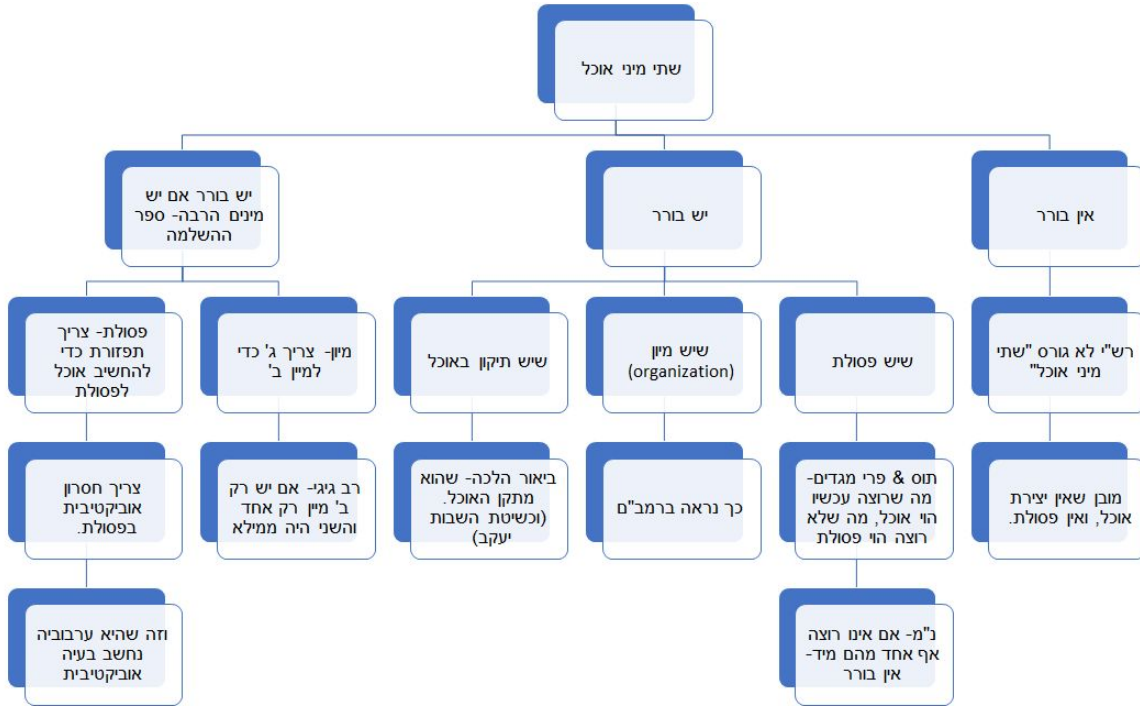 שתי מיני אוכל
אין בורר
יש בורר
יש בורר אם יש
מינים הרבה- ספר
ההשלמה
רש"י לא גורס "שתי
מיני אוכל"
שיש פסולת
שיש מיון
(organization)
שיש תיקון באוכל
מיון- צריך ג' כדי
למיין ב'
פסולת- צריך
תפזורת כדי
להחשיב אוכל
לפסולת
מובן שאין יצירת
אוכל, ואין פסולת.
תוס & פרי מגדים-
מה שרוצה עכשיו
הוי אוכל, מה שלא
רוצה הוי פסולת
כך נראה ברמב"ם
ביאור הלכה- שהוא
מתקן האוכל.
(וכשיטת השבות
יעקב)
רב גיגי- אם יש רק
ב' מיין רק אחד
והשני היה ממילא
צריך חסרון
אוביקטיבית
בפסולת.
נ"מ- אם אינו רוצה
אף אחד מהם מיד-
אין בורר
וזה שהיא ערבוביה
נחשב בעיה
אוביקטיבית